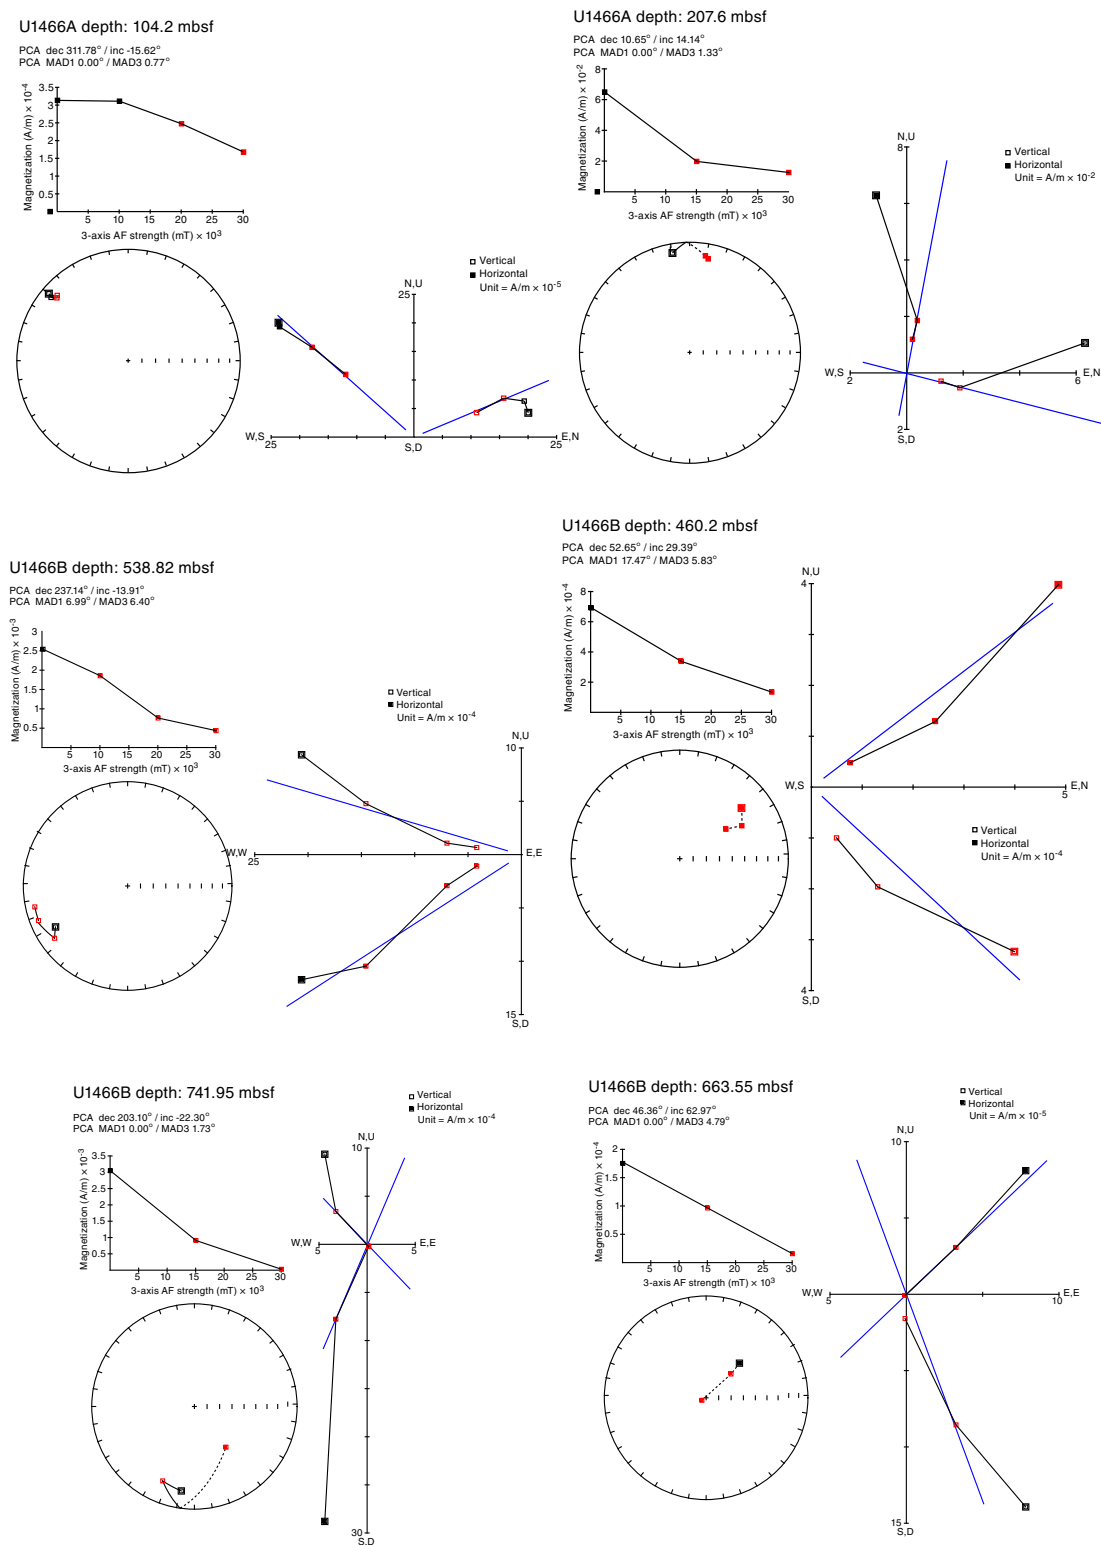 U1466A depth: 104.2 mbsf
PCA dec 311.78° / inc -15.62°
PCA MAD1 0.00° / MAD3 0.77°
Magnetization (A/m) × 10⁻⁴
3.5
3
2.5
2
1.5
1
0.5
5 10 15 20 25 30
3-axis AF strength (mT) × 10³
Vertical
Horizontal
Unit = A/m × 10⁻⁵
N,U
25
W,S
25
S,D
E,N
25
U1466A depth: 207.6 mbsf
PCA dec 10.65° / inc 14.14°
PCA MAD1 0.00° / MAD3 1.33°
Magnetization (A/m) × 10⁻²
8
6
4
2
5 10 15 20 25 30
3-axis AF strength (mT) × 10³
N,U
8
Vertical
Horizontal
Unit = A/m × 10⁻²
W,S
2
E,N
6
2
S,D
U1466B depth: 538.82 mbsf
PCA dec 237.14° / inc -13.91°
PCA MAD1 6.99° / MAD3 6.40°
Magnetization (A/m) × 10⁻³
3
2.5
2
1.5
1
0.5
5 10 15 20 25 30
3-axis AF strength (mT) × 10³
Vertical
Horizontal
Unit = A/m × 10⁻⁴
N,U
10
W,W
25
E,E
15
S,D
U1466B depth: 460.2 mbsf
PCA dec 52.65° / inc 29.39°
PCA MAD1 17.47° / MAD3 5.83°
Magnetization (A/m) × 10⁻⁴
8
6
4
2
5 10 15 20 25 30
3-axis AF strength (mT) × 10³
N,U
4
W,S
E,N
5
Vertical
Horizontal
Unit = A/m × 10⁻⁴
4
S,D
U1466B depth: 741.95 mbsf
PCA dec 203.10° / inc -22.30°
PCA MAD1 0.00° / MAD3 1.73°
Magnetization (A/m) × 10⁻³
3.5
3
2.5
2
1.5
1
0.5
5 10 15 20 25 30
3-axis AF strength (mT) × 10³
Vertical
Horizontal
Unit = A/m × 10⁻⁴
N,U
10
W,W
5
E,E
5
30
S,D
U1466B depth: 663.55 mbsf
PCA dec 46.36° / inc 62.97°
PCA MAD1 0.00° / MAD3 4.79°
Magnetization (A/m) × 10⁻⁴
2
1.5
1
0.5
5 10 15 20 25 30
3-axis AF strength (mT) × 10³
Vertical
Horizontal
Unit = A/m × 10⁻⁵
N,U
10
W,W
5
E,E
10
15
S,D